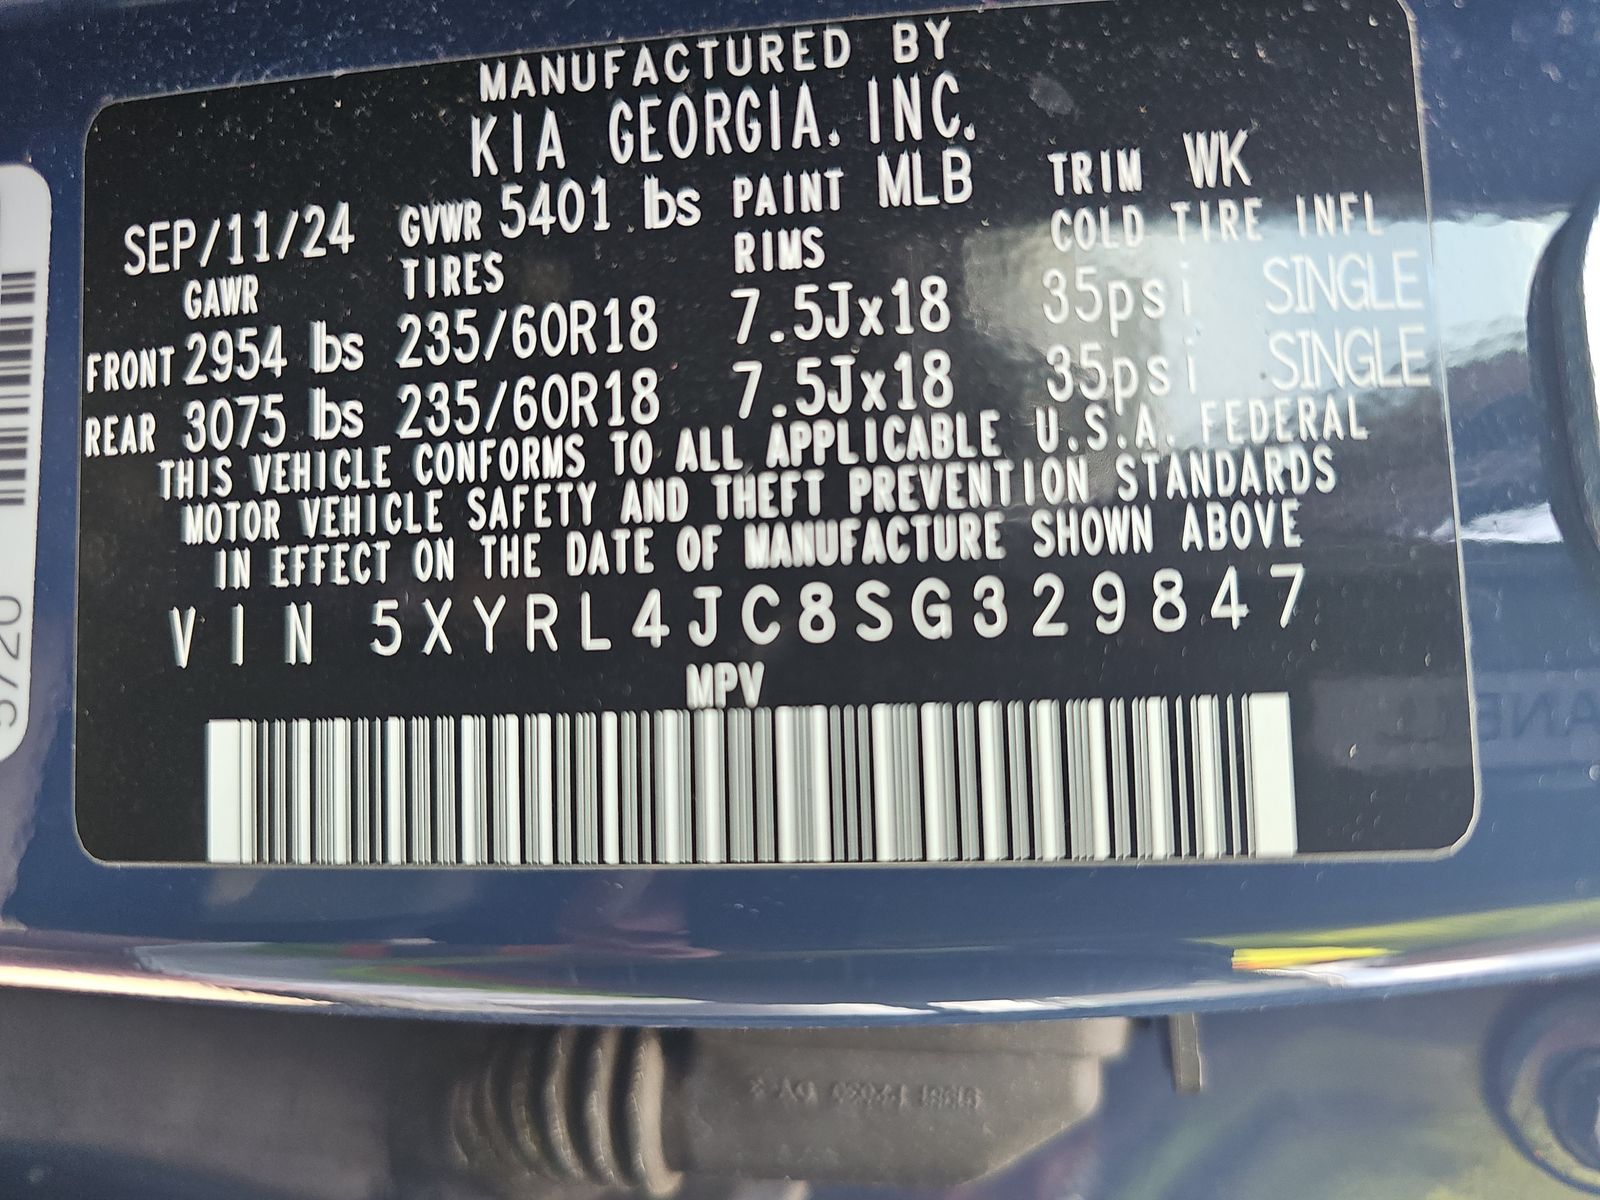 MANUFACTURED BY
KIA GEORGIA, INC.
SEP/11/24 GVWR 5401 lbs PAINT MLB TRIM WK
GAWR TIRES RIMS COLD TIRE INFL
FRONT 2954 lbs 235/60R18 7.5Jx18 35psi SINGLE
REAR 3075 lbs 235/60R18 7.5Jx18 35psi SINGLE
THIS VEHICLE CONFORMS TO ALL APPLICABLE U.S.A. FEDERAL
MOTOR VEHICLE SAFETY AND THEFT PREVENTION STANDARDS
IN EFFECT ON THE DATE OF MANUFACTURE SHOWN ABOVE
VIN 5XYRL4JC8SG329847
MPV